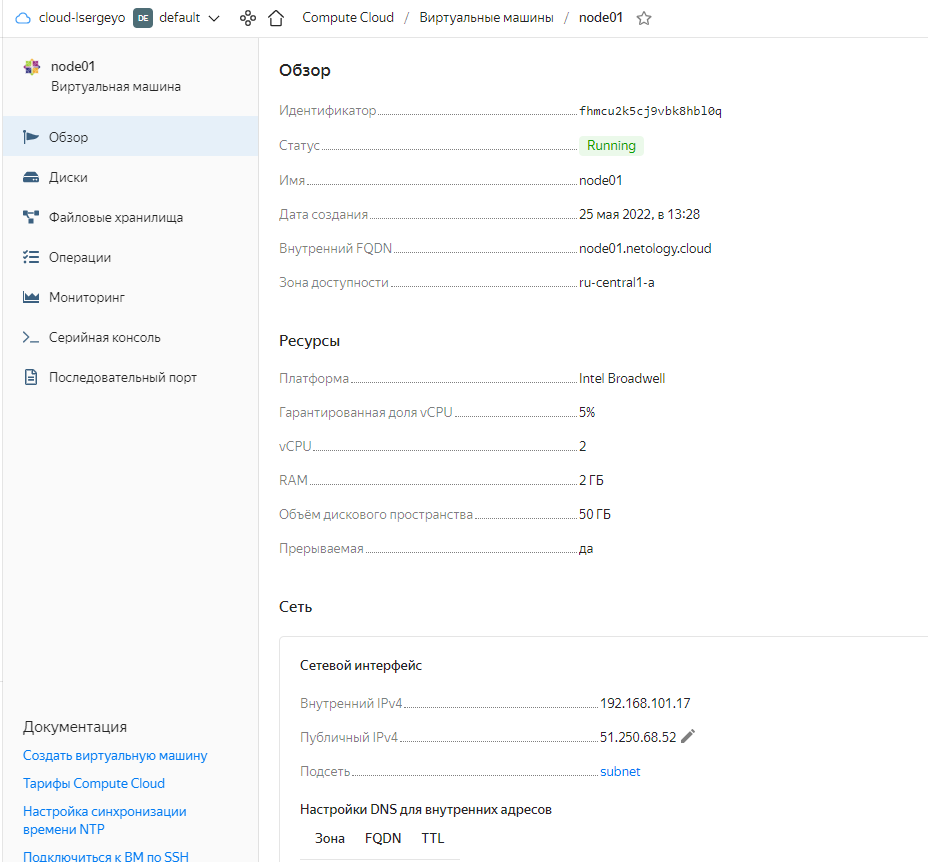 cloud-lsergeyo DE default Compute Cloud / Виртуальные машины / node01
node01
Виртуальная машина
Обзор
Диски
Файловые хранилища
Операции
Мониторинг
Серийная консоль
Последовательный порт
Документация
Создать виртуальную машину
Тарифы Compute Cloud
Настройка синхронизации
времени NTP
Подключиться к ВМ по SSH
Обзор
Идентификатор fhmcu2k5cj9vbk8hbl0q
Статус Running
Имя node01
Дата создания 25 мая 2022, в 13:28
Внутренний FQDN node01.netology.cloud
Зона доступности ru-central1-a
Ресурсы
Платформа Intel Broadwell
Гарантированная доля vCPU 5%
vCPU 2
RAM 2 ГБ
Объём дискового пространства 50 ГБ
Прерываемая да
Сеть
Сетевой интерфейс
Внутренний IPv4 192.168.101.17
Публичный IPv4 51.250.68.52
Подсеть subnet
Настройки DNS для внутренних адресов
Зона FQDN TTL